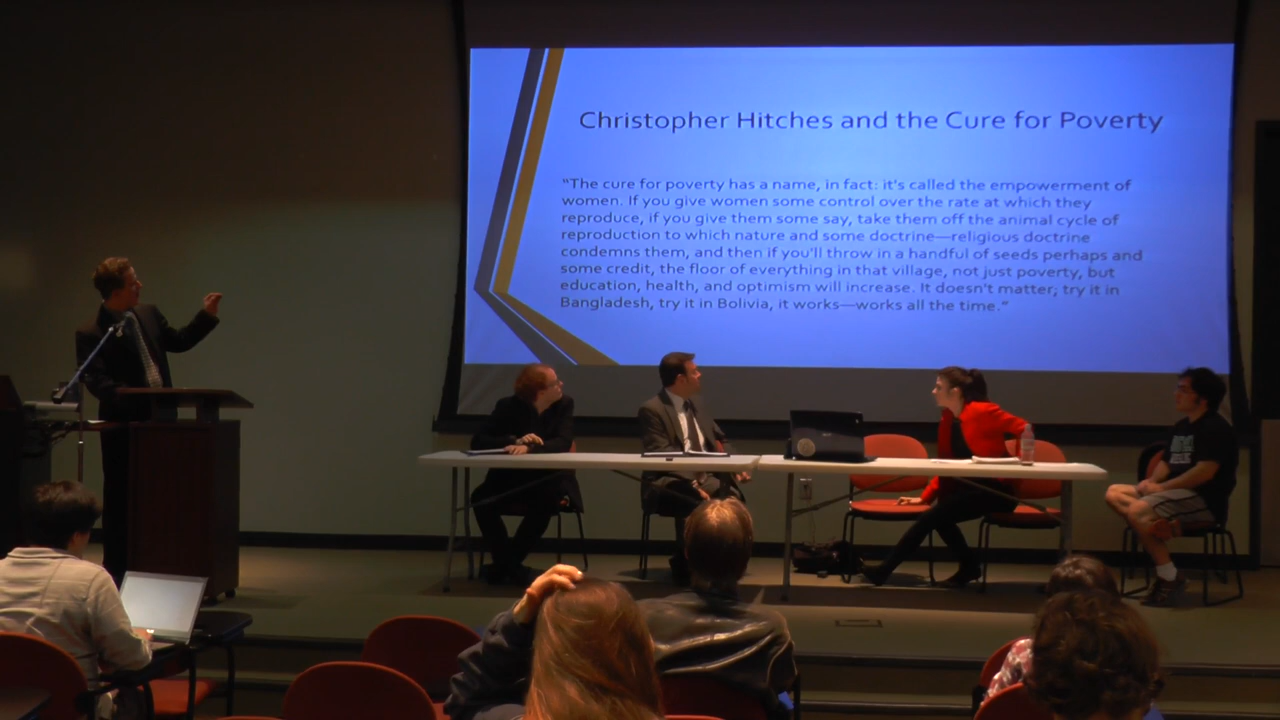 Christopher Hitches and the Cure for Poverty
"The cure for poverty has a name, in fact: it's called the empowerment of
women. If you give women some control over the rate at which they
reproduce, if you give them some say, take them off the animal cycle of
reproduction to which nature and some doctrine—religious doctrine
condemns them, and then if you'll throw in a handful of seeds perhaps and
some credit, the floor of everything in that village, not just poverty, but
education, health, and optimism will increase. It doesn't matter; try it in
Bangladesh, try it in Bolivia, it works—works all the time."